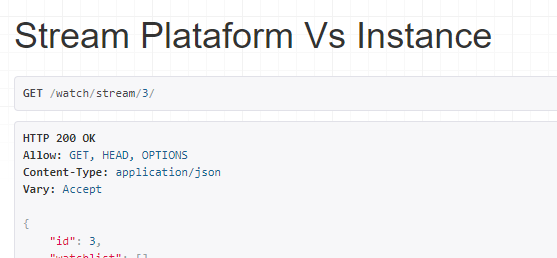 Stream Plataform Vs Instance
GET /watch/stream/3/
HTTP 200 OK
Allow: GET, HEAD, OPTIONS
Content-Type: application/json
Vary: Accept
{
"id": 3,
"watchlist": []